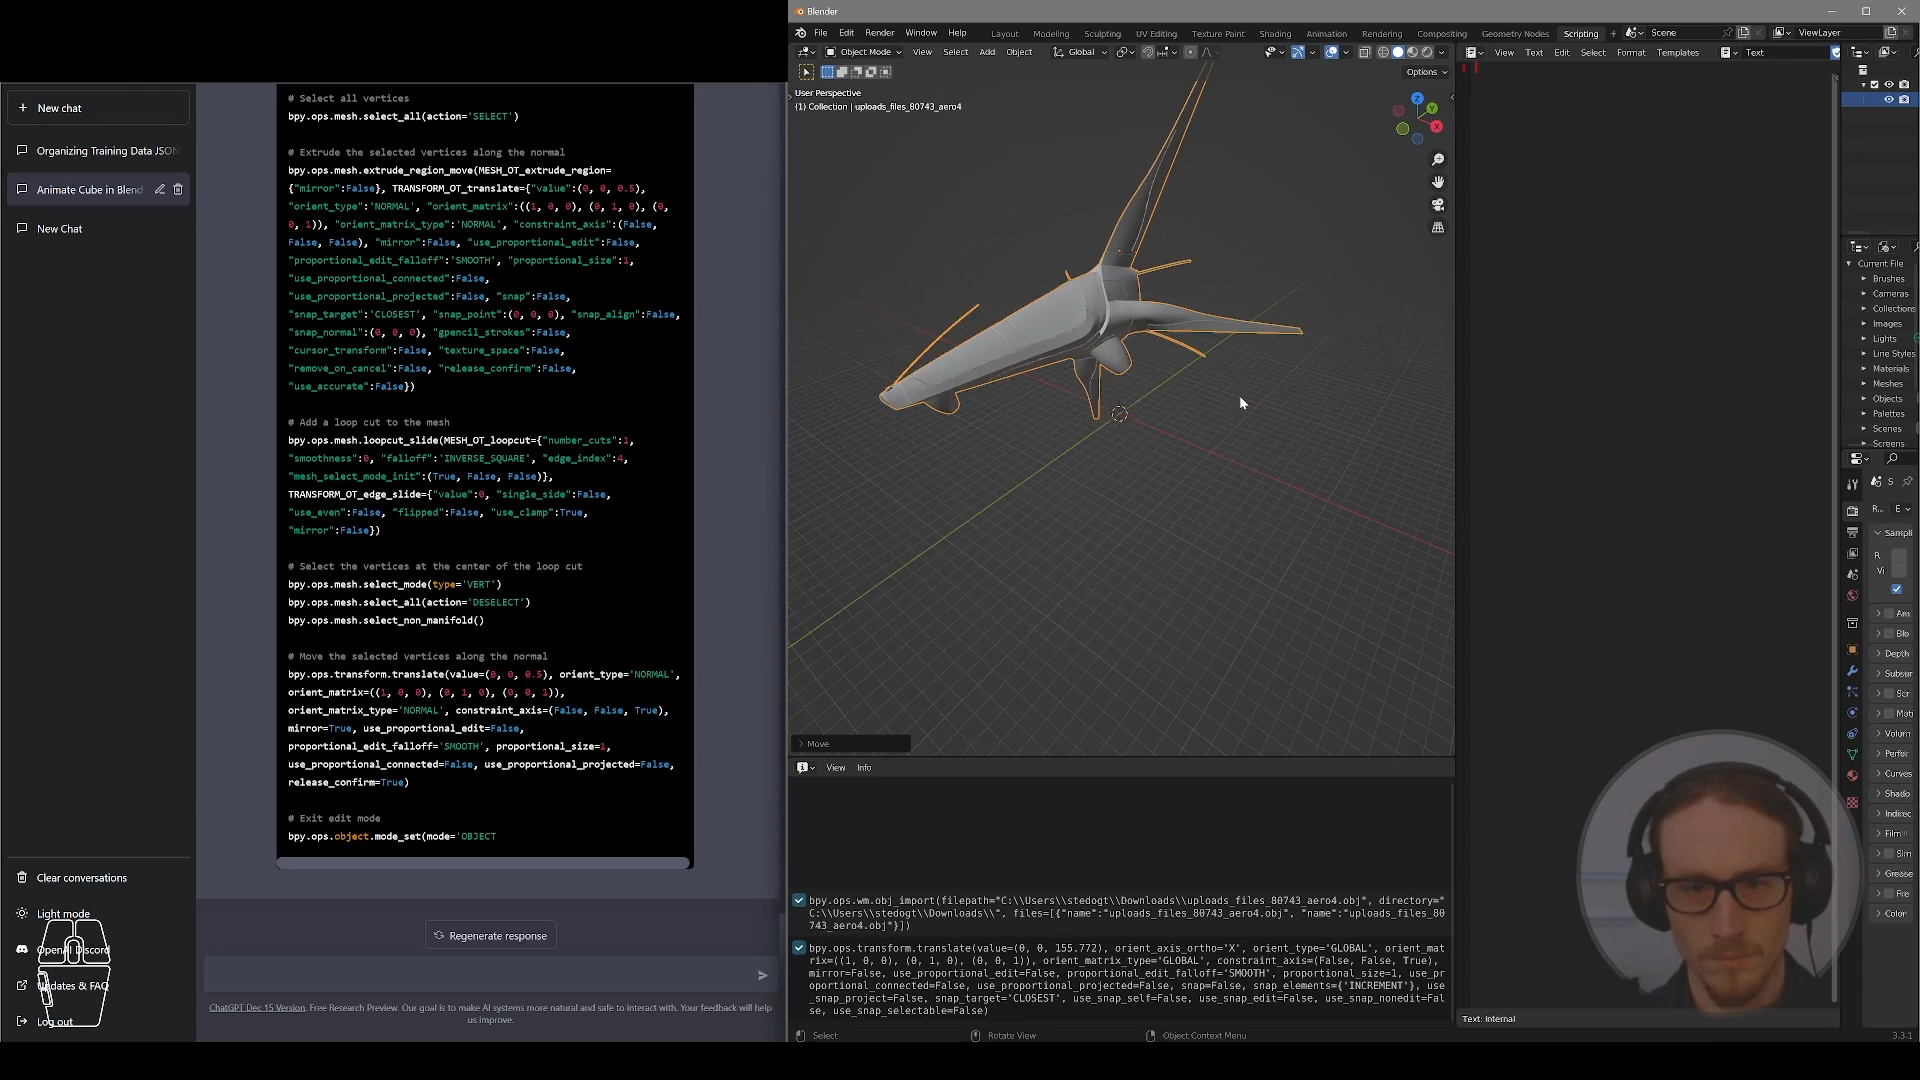 New chat
Organizing Training Data JSON
Animate Cube in Blend
New Chat
Clear conversations
Light mode
OpenAI Discord
Updates & FAQ
Log out
# Select all vertices
bpy.ops.mesh.select_all(action='SELECT')
# Extrude the selected vertices along the normal
bpy.ops.mesh.extrude_region_move(MESH_OT_extrude_region=
{"mirror":False}, TRANSFORM_OT_translate={"value":(0, 0, 0.5),
"orient_type":'NORMAL', "orient_matrix":((1, 0, 0), (0, 1, 0), (0,
0, 1)), "orient_matrix_type":'NORMAL', "constraint_axis":(False,
False, False), "mirror":False, "use_proportional_edit":False,
"proportional_edit_falloff":'SMOOTH', "proportional_size":1,
"use_proportional_connected":False,
"use_proportional_projected":False, "snap":False,
"snap_target":'CLOSEST', "snap_point":(0, 0, 0), "snap_align":False,
"snap_normal":(0, 0, 0), "gpencil_strokes":False,
"cursor_transform":False, "texture_space":False,
"remove_on_cancel":False, "release_confirm":False,
"use_accurate":False})
# Add a loop cut to the mesh
bpy.ops.mesh.loopcut_slide(MESH_OT_loopcut={"number_cuts":1,
"smoothness":0, "falloff":'INVERSE_SQUARE', "edge_index":4,
"mesh_select_mode_init":(True, False, False)},
TRANSFORM_OT_edge_slide={"value":0, "single_side":False,
"use_even":False, "flipped":False, "use_clamp":True,
"mirror":False})
# Select the vertices at the center of the loop cut
bpy.ops.mesh.select_mode(type='VERT')
bpy.ops.mesh.select_all(action='DESELECT')
bpy.ops.mesh.select_non_manifold()
# Move the selected vertices along the normal
bpy.ops.transform.translate(value=(0, 0, 0.5), orient_type='NORMAL',
orient_matrix=((1, 0, 0), (0, 1, 0), (0, 0, 1)),
orient_matrix_type='NORMAL', constraint_axis=(False, False, True),
mirror=True, use_proportional_edit=False,
proportional_edit_falloff='SMOOTH', proportional_size=1,
use_proportional_connected=False, use_proportional_projected=False,
release_confirm=True)
# Exit edit mode
bpy.ops.object.mode_set(mode='OBJECT
Regenerate response
ChatGPT Dec 15 Version. Free Research Preview. Our goal is to make AI systems more natural and safe to interact with. Your feedback will help
us improve.
Blender
File Edit Render Window Help
Layout Modeling Sculpting UV Editing Texture Paint Shading Animation Rendering Compositing Geometry Nodes Scripting + Scene ViewLayer
Object Mode View Select Add Object Global
Options
User Perspective
(1) Collection | uploads_files_80743_aero4
Z
Y
X
Move
View Info
bpy.ops.wm.obj_import(filepath="C:\\Users\\stedogt\\Downloads\\uploads_files_80743_aero4.obj", directory="
C:\\Users\\stedogt\\Downloads\\", files=[{"name":"uploads_files_80743_aero4.obj", "name":"uploads_files_80
743_aero4.obj"}])
bpy.ops.transform.translate(value=(0, 0, 155.772), orient_axis_ortho='X', orient_type='GLOBAL', orient_mat
rix=((1, 0, 0), (0, 1, 0), (0, 0, 1)), orient_matrix_type='GLOBAL', constraint_axis=(False, False, True),
mirror=False, use_proportional_edit=False, proportional_edit_falloff='SMOOTH', proportional_size=1, use_pr
oportional_connected=False, use_proportional_projected=False, snap=False, snap_elements={'INCREMENT'}, use
_snap_project=False, snap_target='CLOSEST', use_snap_self=False, use_snap_edit=False, use_snap_nonedit=Fal
se, use_snap_selectable=False)
Select Rotate View Object Context Menu
View Text Edit Select Format Templates Text
1
Text: Internal
Current File
Brushes
Cameras
Collections
Images
Lights
Line Styles
Materials
Meshes
Objects
Palettes
Scenes
Screens
S
R... E
Sampli
R
Vi
Am
Blo
Depth
Subsur
Scr
Moti
Volum
Perfor
Curves
Shado
Indirec
Film
Sim
Grease
Fre
Color
3.3.1